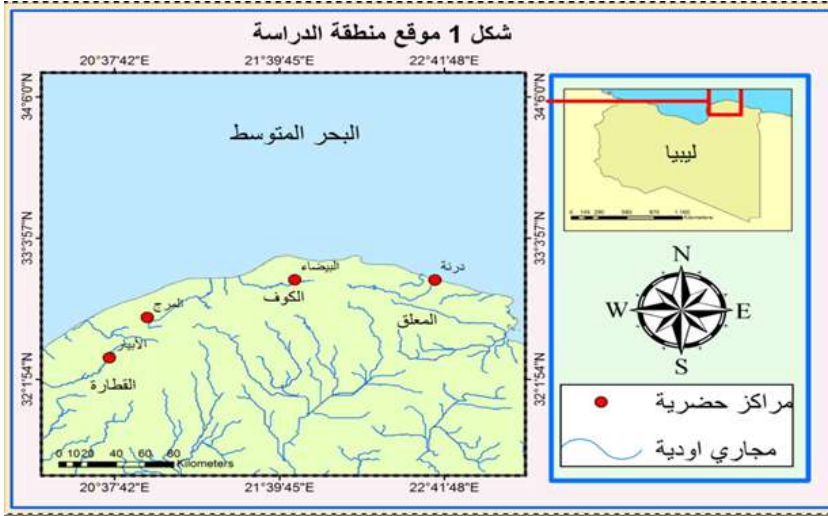 شكل 1 موقع منطقة الدراسة
20°37'42"E 21°39'45"E 22°41'48"E
34°6'0"N
33°3'57"N
32°1'54"N
البحر المتوسط
درنة
البيضاء
الكوف
المعلق
المرج
الأبيار
القطارة
0 1020 40 60 80
Kilometers
20°37'42"E 21°39'45"E 22°41'48"E
34°6'0"N
33°3'57"N
32°1'54"N
ليبيا
Kilometers
N
W E
S
مراكز حضرية
مجاري اودية